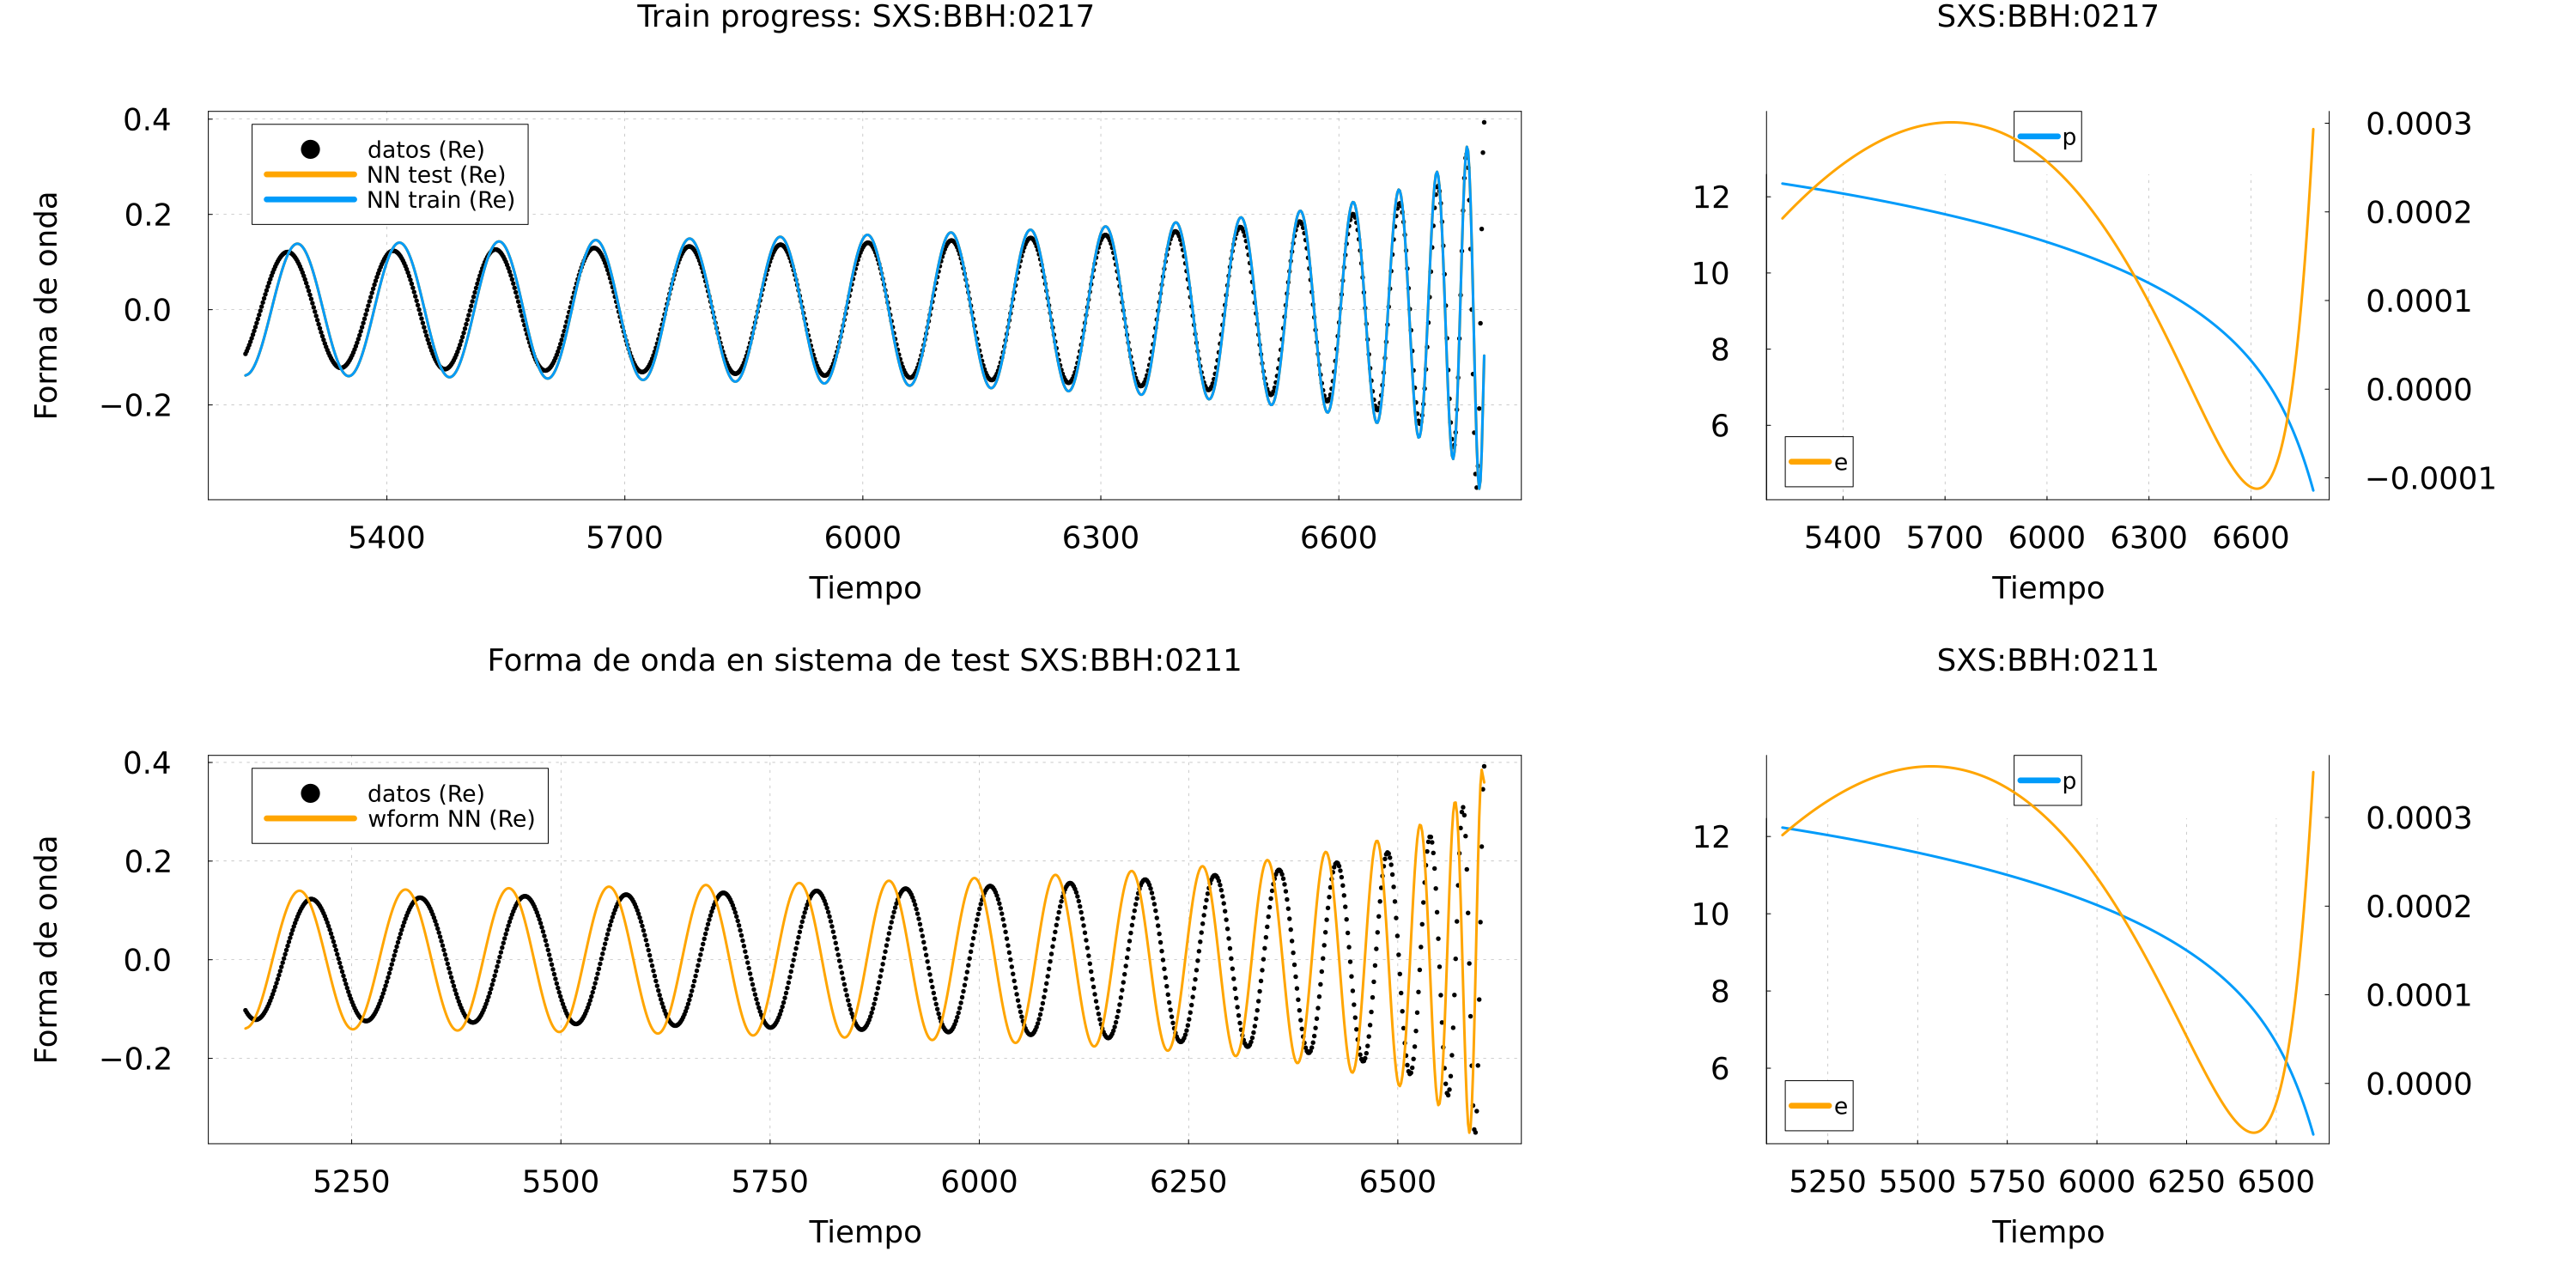 Train progress: SXS:BBH:0217
0.4
0.2
0.0
−0.2
Forma de onda
datos (Re)
NN test (Re)
NN train (Re)
5400 5700 6000 6300 6600
Tiempo
SXS:BBH:0217
12
10
8
6
p
e
0.0003
0.0002
0.0001
0.0000
−0.0001
5400 5700 6000 6300 6600
Tiempo
Forma de onda en sistema de test SXS:BBH:0211
0.4
0.2
0.0
−0.2
Forma de onda
datos (Re)
wform NN (Re)
5250 5500 5750 6000 6250 6500
Tiempo
SXS:BBH:0211
12
10
8
6
p
e
0.0003
0.0002
0.0001
0.0000
5250 5500 5750 6000 6250 6500
Tiempo